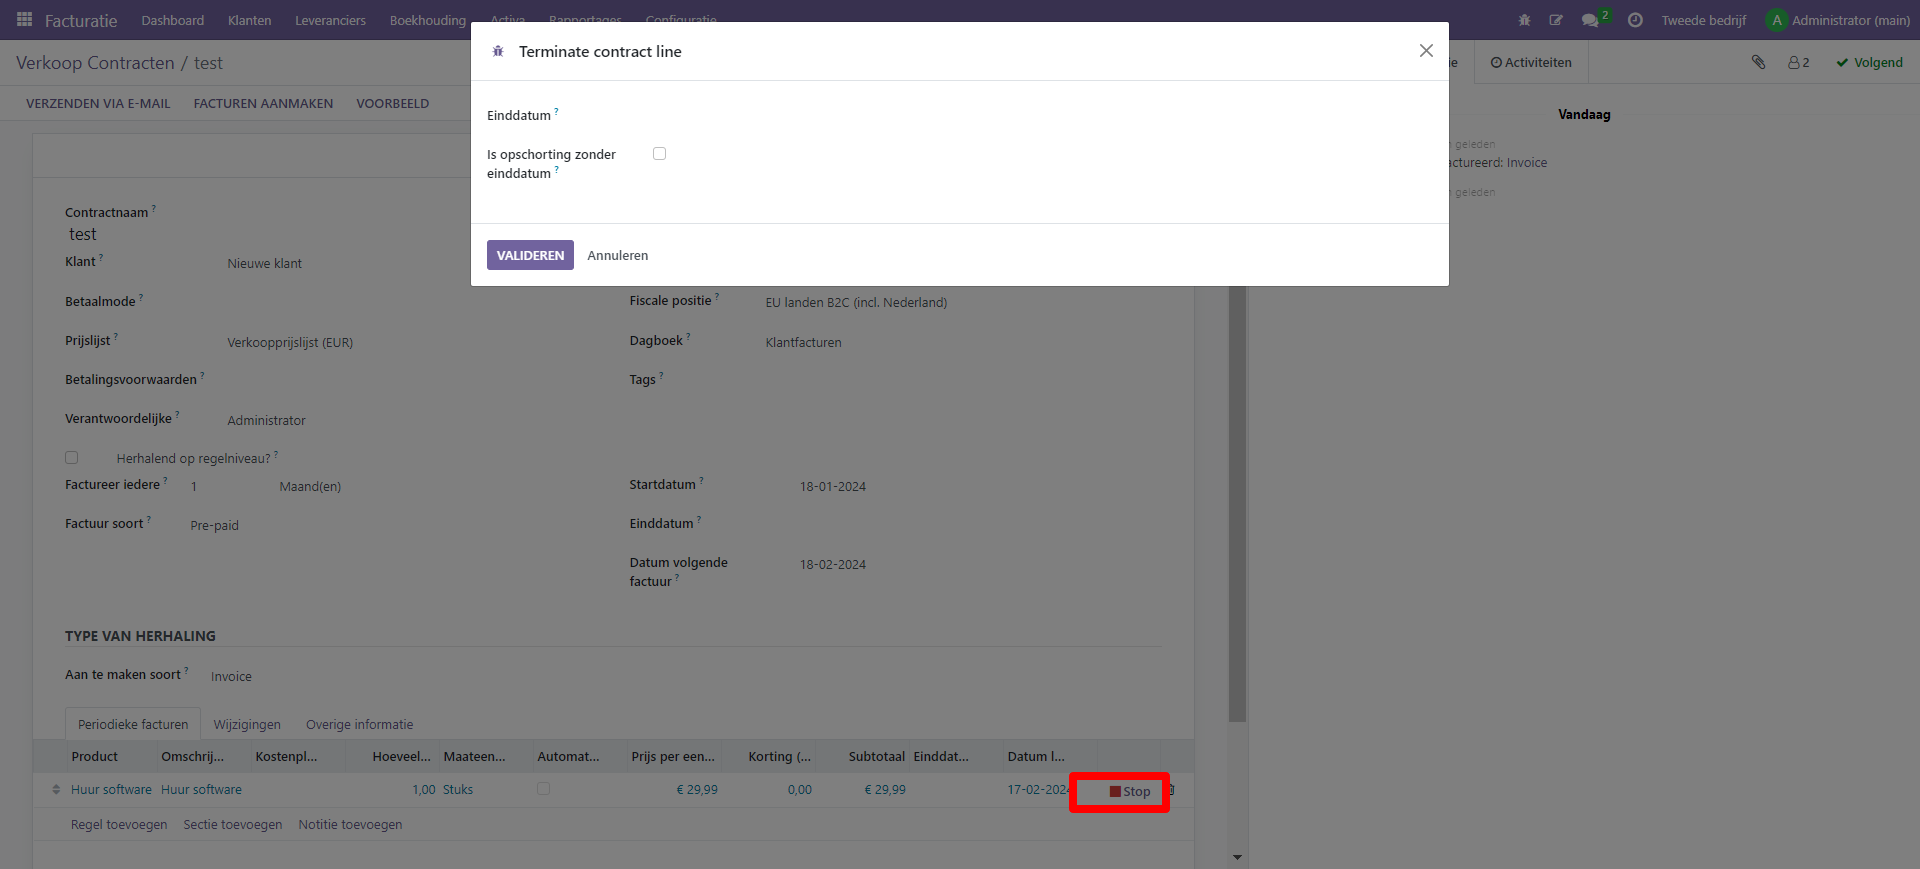 Facturatie Dashboard Klanten Leveranciers Boekhouding Activa Rapportages Configuratie 2 Tweede bedrijf A Administrator (main)
Terminate contract line
Verkoop Contracten / test
Activiteiten 2 Volgend
VERZENDEN VIA E-MAIL FACTUREN AANMAKEN VOORBEELD
Einddatum ?
Is opschorting zonder
einddatum ?
VALIDEREN Annuleren
Vandaag
geleden
actureerd: Invoice
geleden
Contractnaam ?
test
Klant ? Nieuwe klant
Betaalmode ? Fiscale positie ? EU landen B2C (incl. Nederland)
Prijslijst ? Verkoopprijslijst (EUR) Dagboek ? Klantfacturen
Betalingsvoorwaarden ? Tags ?
Verantwoordelijke ? Administrator
Herhalend op regelniveau? ?
Factureer iedere ? 1 Maand(en) Startdatum ? 18-01-2024
Factuur soort ? Pre-paid Einddatum ?
Datum volgende
factuur ? 18-02-2024
TYPE VAN HERHALING
Aan te maken soort ? Invoice
Periodieke facturen Wijzigingen Overige informatie
Product Omschrij... Kostenpl... Hoeveel... Maateen... Automat... Prijs per een... Korting (... Subtotaal Einddat... Datum l...
Huur software Huur software 1,00 Stuks € 29,99 0,00 € 29,99 17-02-2024 Stop
Regel toevoegen Sectie toevoegen Notitie toevoegen